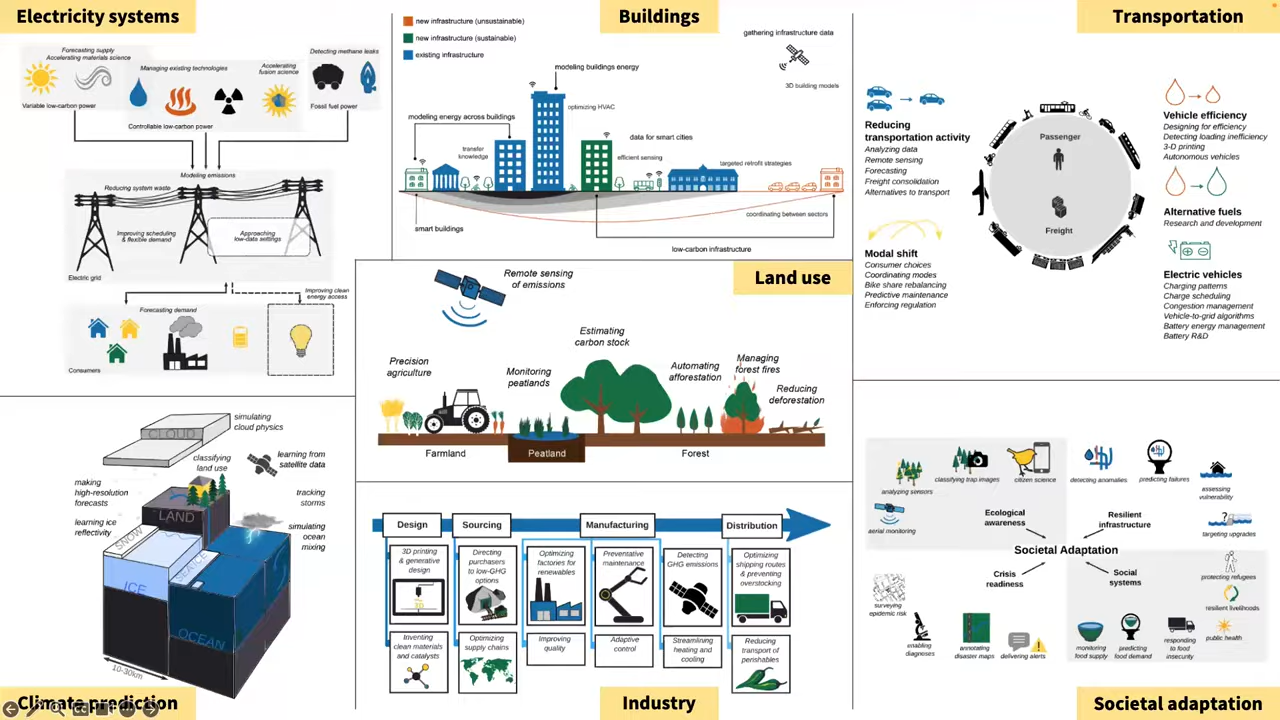 Electricity systems
Forecasting supply
Accelerating materials science
Detecting methane leaks
Managing existing technologies
Accelerating
fusion science
Variable low-carbon power
Fossil fuel power
Controllable low-carbon power
Modeling emissions
Reducing system waste
Improving scheduling
& flexible demand
Approaching
low-data settings
Electric grid
Improving clean
energy access
Forecasting demand
Consumers
Buildings
new infrastructure (unsustainable)
new infrastructure (sustainable)
existing infrastructure
gathering infrastructure data
modeling buildings energy
3D building models
optimizing HVAC
modeling energy across buildings
data for smart cities
transfer
knowledge
efficient sensing
targeted retrofit strategies
coordinating between sectors
smart buildings
low-carbon infrastructure
Transportation
Reducing
transportation activity
Analyzing data
Remote sensing
Forecasting
Freight consolidation
Alternatives to transport
Modal shift
Consumer choices
Coordinating modes
Bike share rebalancing
Predictive maintenance
Enforcing regulation
Passenger
Freight
Vehicle efficiency
Designing for efficiency
Detecting loading inefficiency
3-D printing
Autonomous vehicles
Alternative fuels
Research and development
Electric vehicles
Charging patterns
Charge scheduling
Congestion management
Vehicle-to-grid algorithms
Battery energy management
Battery R&D
Land use
Remote sensing
of emissions
Estimating
carbon stock
Precision
agriculture
Monitoring
peatlands
Automating
afforestation
Managing
forest fires
Reducing
deforestation
Farmland
Peatland
Forest
simulating
cloud physics
CLOUD
classifying
land use
learning from
satellite data
making
high-resolution
forecasts
tracking
storms
LAND
learning ice
reflectivity
simulating
ocean
mixing
SNOW
SEA ICE
ICE
OCEAN
10-30km
Climate prediction
Design
Sourcing
Manufacturing
Distribution
3D printing
& generative
design
3D
Directing
purchasers
to low-GHG
options
Optimizing
factories for
renewables
Preventative
maintenance
Detecting
GHG emissions
Optimizing
shipping routes
& preventing
overstocking
Inventing
clean materials
and catalysts
Optimizing
supply chains
Improving
quality
Adaptive
control
Streamlining
heating and
cooling
Reducing
transport of
perishables
Industry
analyzing sensors
classifying trap images
citizen science
detecting anomalies
predicting failures
assessing
vulnerability
aerial monitoring
Ecological
awareness
Resilient
infrastructure
?
targeting upgrades
Societal Adaptation
Crisis
readiness
Social
systems
protecting refugees
surveying
epidemic risk
resilient livelihoods
enabling
diagnoses
annotating
disaster maps
delivering alerts
monitoring
food supply
predicting
food demand
responding
to food
insecurity
public health
Societal adaptation